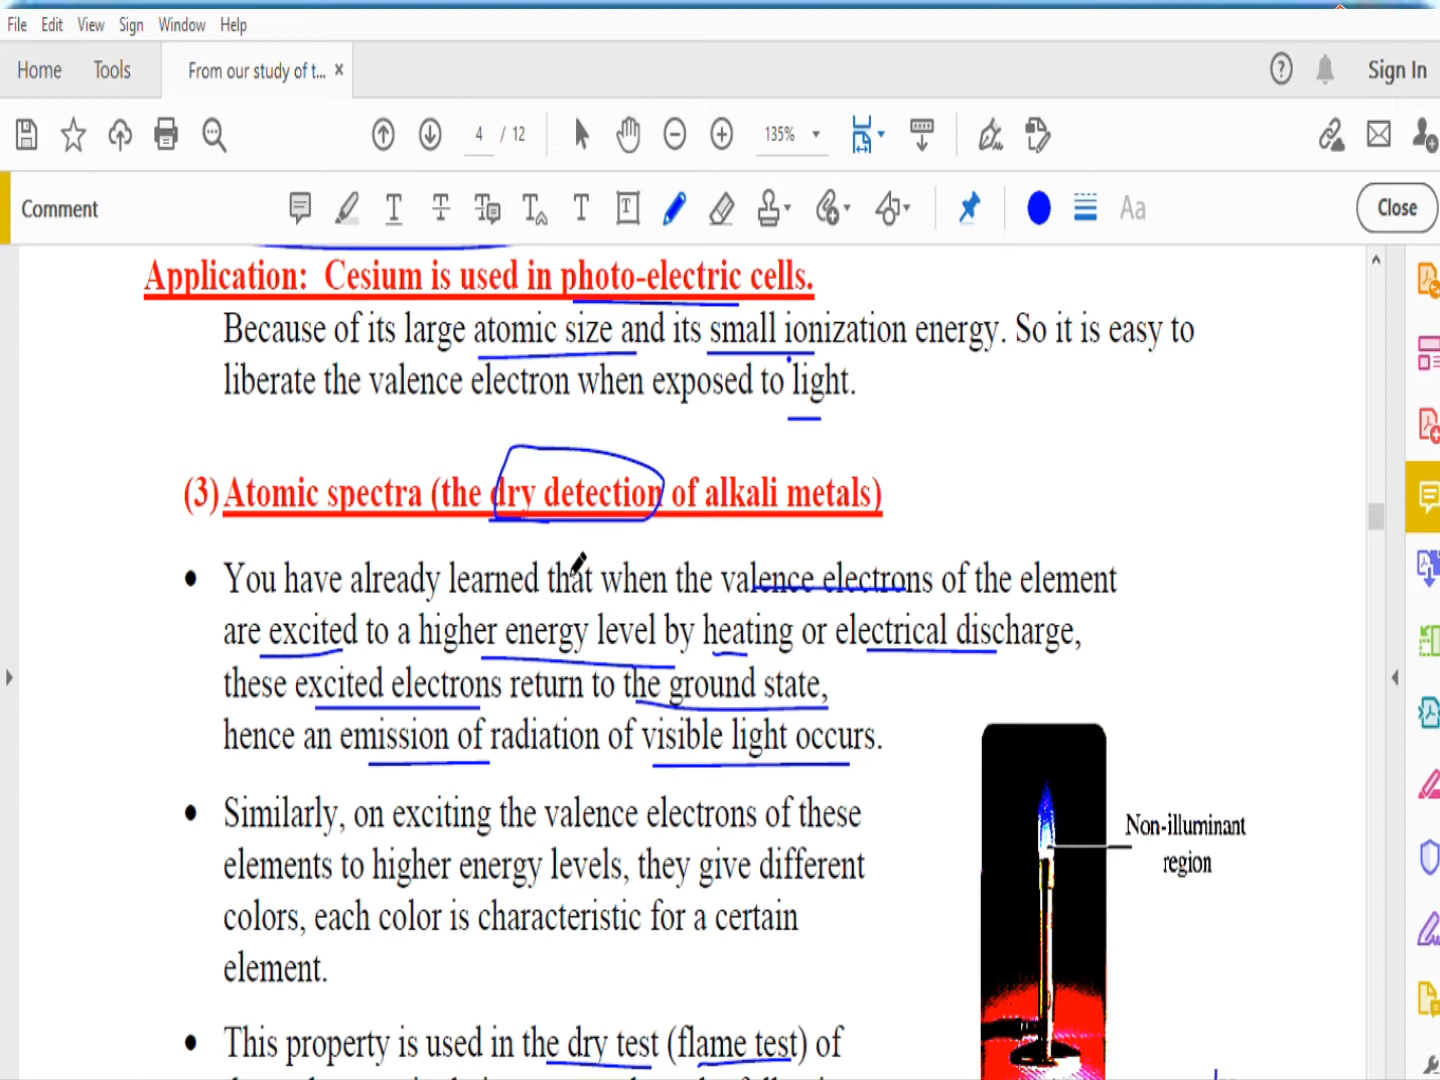 File Edit View Sign Window Help
Home Tools From our study of t... × Sign In
4 / 12 135%
Comment Close
Application: Cesium is used in photo-electric cells.
Because of its large atomic size and its small ionization energy. So it is easy to
liberate the valence electron when exposed to light.
(3) Atomic spectra (the dry detection of alkali metals)
• You have already learned that when the valence electrons of the element
are excited to a higher energy level by heating or electrical discharge,
these excited electrons return to the ground state,
hence an emission of radiation of visible light occurs.
Non-illuminant
region
• Similarly, on exciting the valence electrons of these
elements to higher energy levels, they give different
colors, each color is characteristic for a certain
element.
• This property is used in the dry test (flame test) of